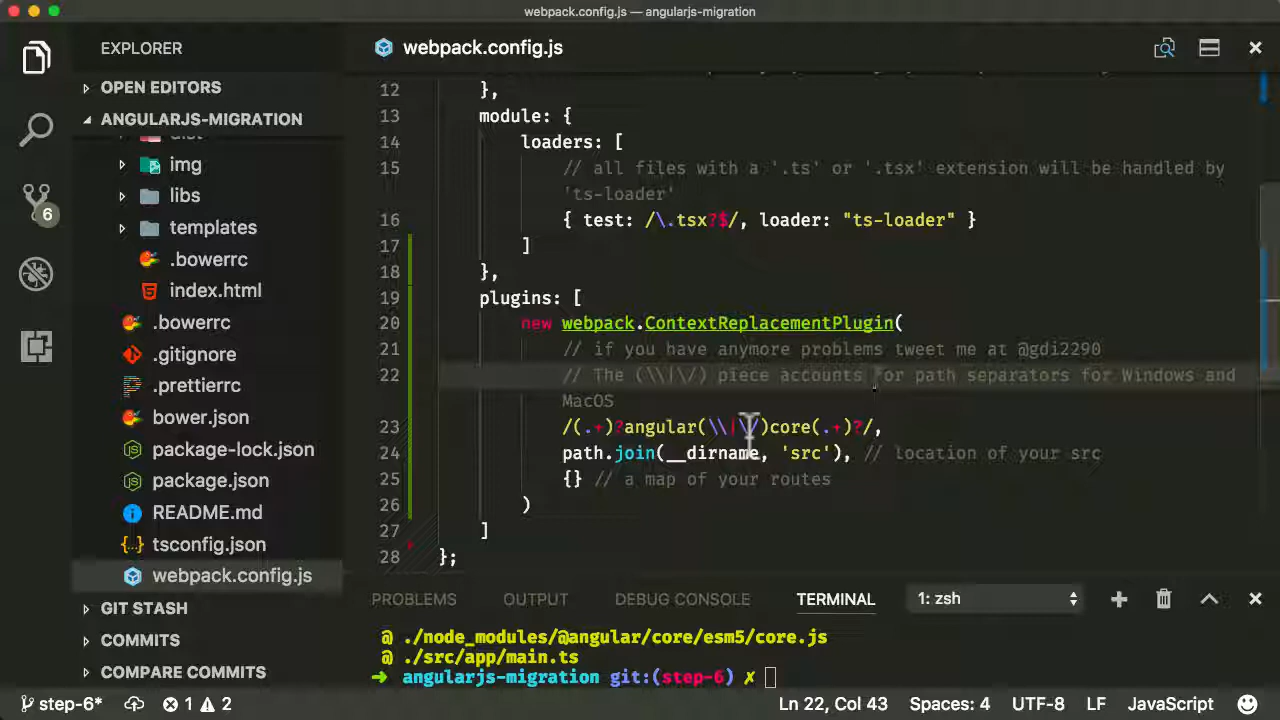 webpack.config.js — angularjs-migration
EXPLORER
OPEN EDITORS
ANGULARJS-MIGRATION
img
libs
templates
.bowerrc
index.html
.bowerrc
.gitignore
.prettierrc
bower.json
package-lock.json
package.json
README.md
tsconfig.json
webpack.config.js
GIT STASH
COMMITS
COMPARE COMMITS
6
webpack.config.js
12 },
13 module: {
14 loaders: [
15 // all files with a '.ts' or '.tsx' extension will be handled by
'ts-loader'
16 { test: /\.tsx?$/, loader: "ts-loader" }
17 ]
18 },
19 plugins: [
20 new webpack.ContextReplacementPlugin(
21 // if you have anymore problems tweet me at @gdi2290
22 // The (\\|\/) piece accounts for path separators for Windows and
MacOS
23 /(.+)?angular(\\|\/)core(.+)?/,
24 path.join(__dirname, 'src'), // location of your src
25 {} // a map of your routes
26 )
27 ]
28 };
PROBLEMS OUTPUT DEBUG CONSOLE TERMINAL 1: zsh
@ ./node_modules/@angular/core/esm5/core.js
@ ./src/app/main.ts
➜ angularjs-migration git:(step-6) ✗
step-6* 1 2 Ln 22, Col 43 Spaces: 4 UTF-8 LF JavaScript